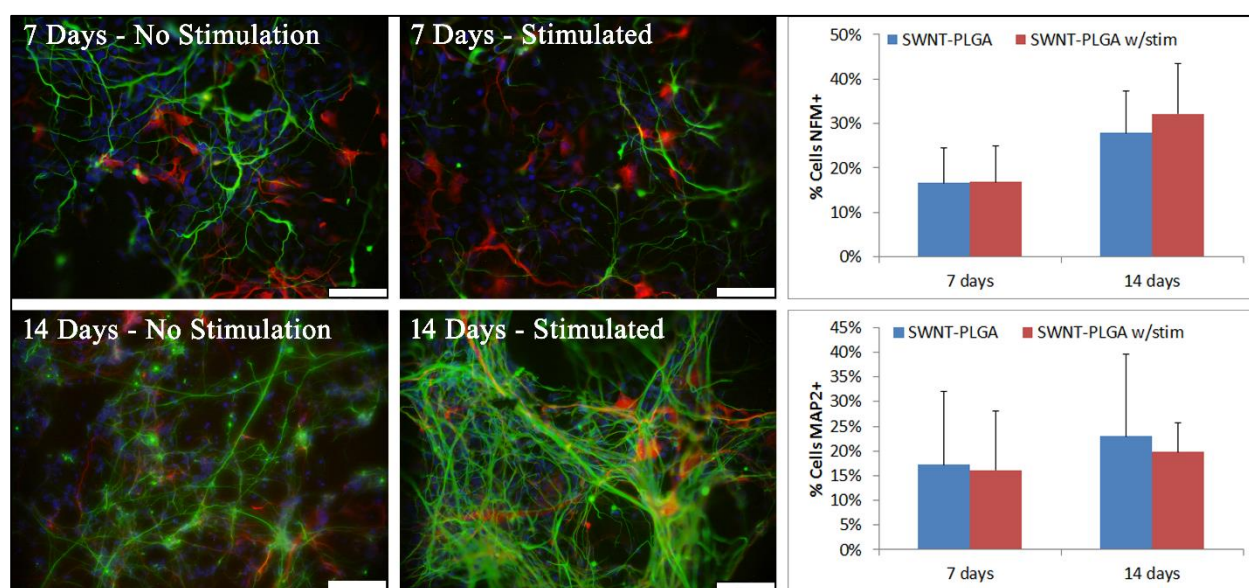 7 Days - No Stimulation
7 Days - Stimulated
14 Days - No Stimulation
14 Days - Stimulated
SWNT-PLGA SWNT-PLGA w/stim
% Cells NFM+
50%
40%
30%
20%
10%
0%
7 days 14 days
SWNT-PLGA SWNT-PLGA w/stim
% Cells MAP2+
45%
40%
35%
30%
25%
20%
15%
10%
5%
0%
7 days 14 days